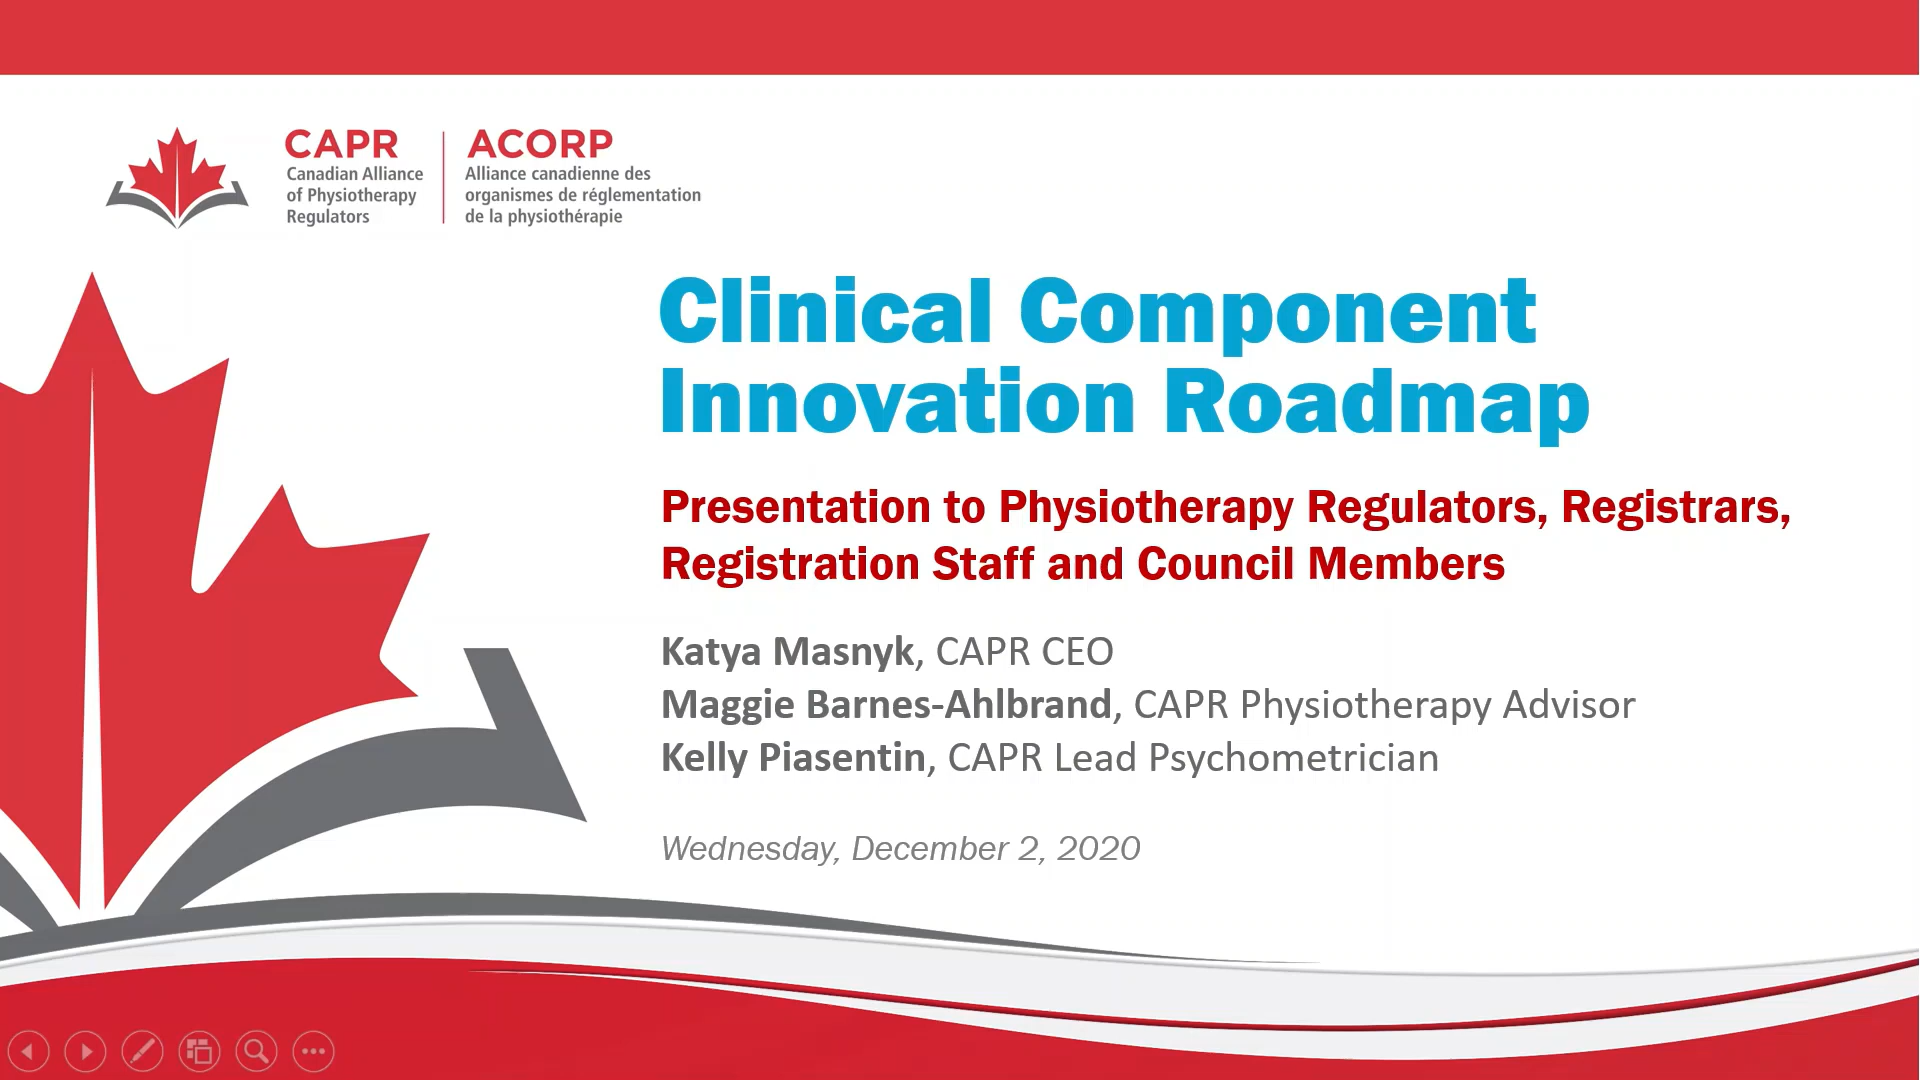 CAPR
Canadian Alliance
of Physiotherapy
Regulators
ACORP
Alliance canadienne des
organismes de réglementation
de la physiothérapie
Clinical Component
Innovation Roadmap
Presentation to Physiotherapy Regulators, Registrars,
Registration Staff and Council Members
Katya Masnyk, CAPR CEO
Maggie Barnes-Ahlbrand, CAPR Physiotherapy Advisor
Kelly Piasentin, CAPR Lead Psychometrician
Wednesday, December 2, 2020